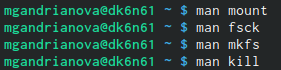 mgandrianova@dk6n61 ~ $ man mount
mgandrianova@dk6n61 ~ $ man fsck
mgandrianova@dk6n61 ~ $ man mkfs
mgandrianova@dk6n61 ~ $ man kill